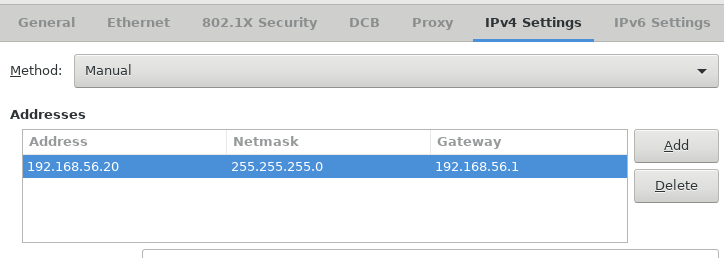 General Ethernet 802.1X Security DCB Proxy IPv4 Settings IPv6 Settings
Method: Manual
Addresses
Address Netmask Gateway
192.168.56.20 255.255.255.0 192.168.56.1
Add
Delete